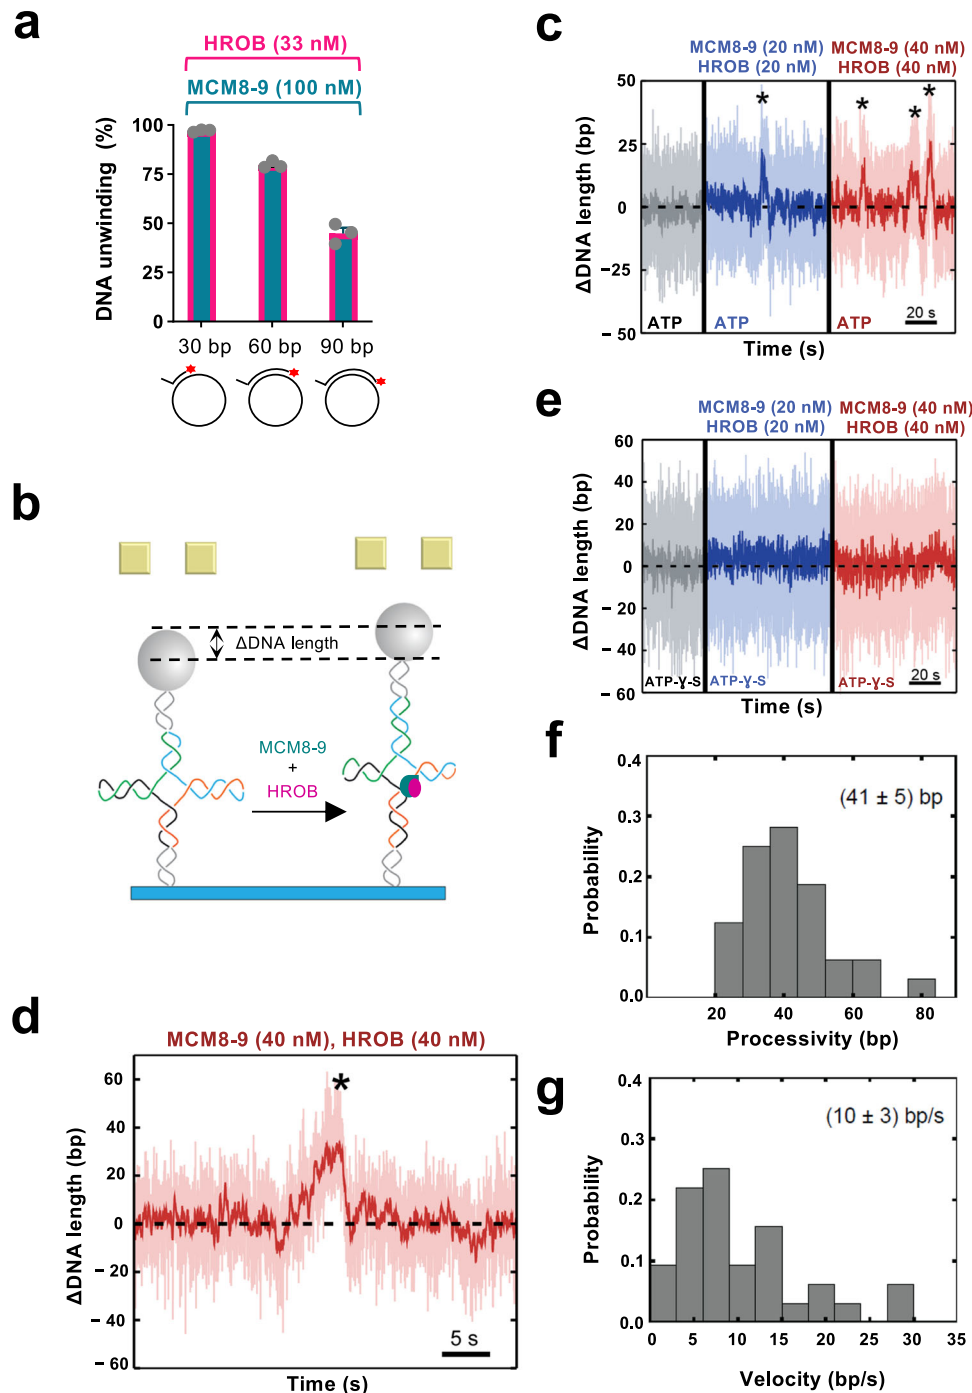 a
HROB (33 nM)
MCM8-9 (100 nM)
DNA unwinding (%)
100
75
50
25
0
30 bp 60 bp 90 bp
b
ΔDNA length
MCM8-9
+
HROB
c
MCM8-9 (20 nM)
HROB (20 nM)
MCM8-9 (40 nM)
HROB (40 nM)
ΔDNA length (bp)
50
25
0
−25
−50
* * * *
ATP ATP ATP
20 s
Time (s)
d
MCM8-9 (40 nM), HROB (40 nM)
ΔDNA length (bp)
60
40
20
0
−20
−40
−60
*
5 s
Time (s)
e
MCM8-9 (20 nM)
HROB (20 nM)
MCM8-9 (40 nM)
HROB (40 nM)
ΔDNA length (bp)
60
40
20
0
−20
−40
−60
ATP-γ-S ATP-γ-S ATP-γ-S
20 s
Time (s)
f
(41 ± 5) bp
Probability
0.4
0.3
0.2
0.1
0.0
20 40 60 80
Processivity (bp)
g
(10 ± 3) bp/s
Probability
0.4
0.3
0.2
0.1
0.0
0 5 10 15 20 25 30 35
Velocity (bp/s)